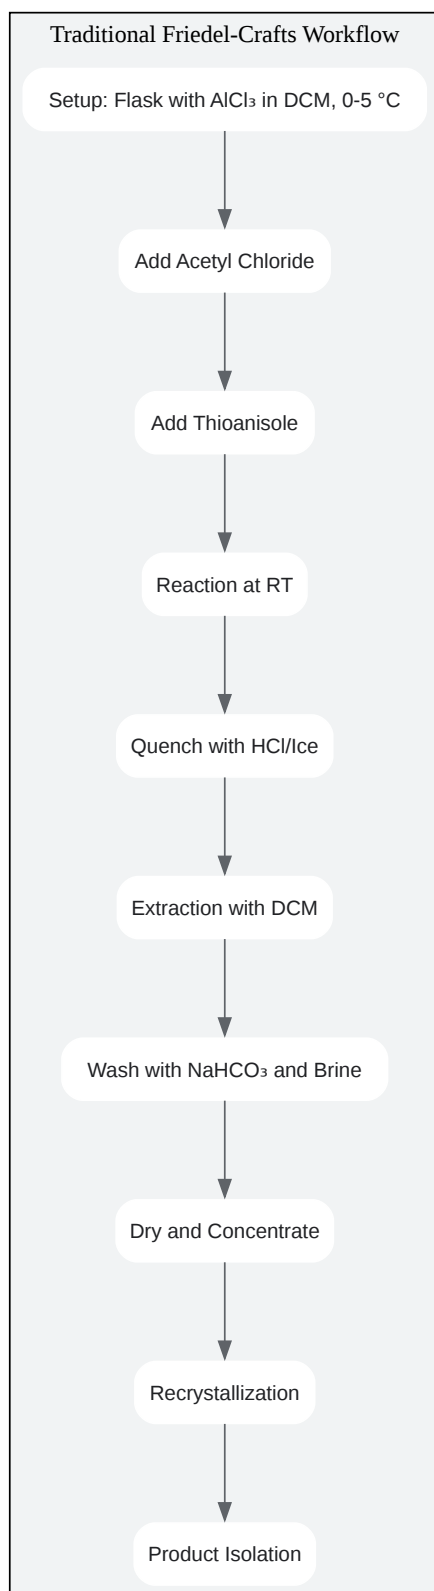 Traditional Friedel-Crafts Workflow
Setup: Flask with AlCl₃ in DCM, 0-5 °C
Add Acetyl Chloride
Add Thioanisole
Reaction at RT
Quench with HCl/Ice
Extraction with DCM
Wash with NaHCO₃ and Brine
Dry and Concentrate
Recrystallization
Product Isolation